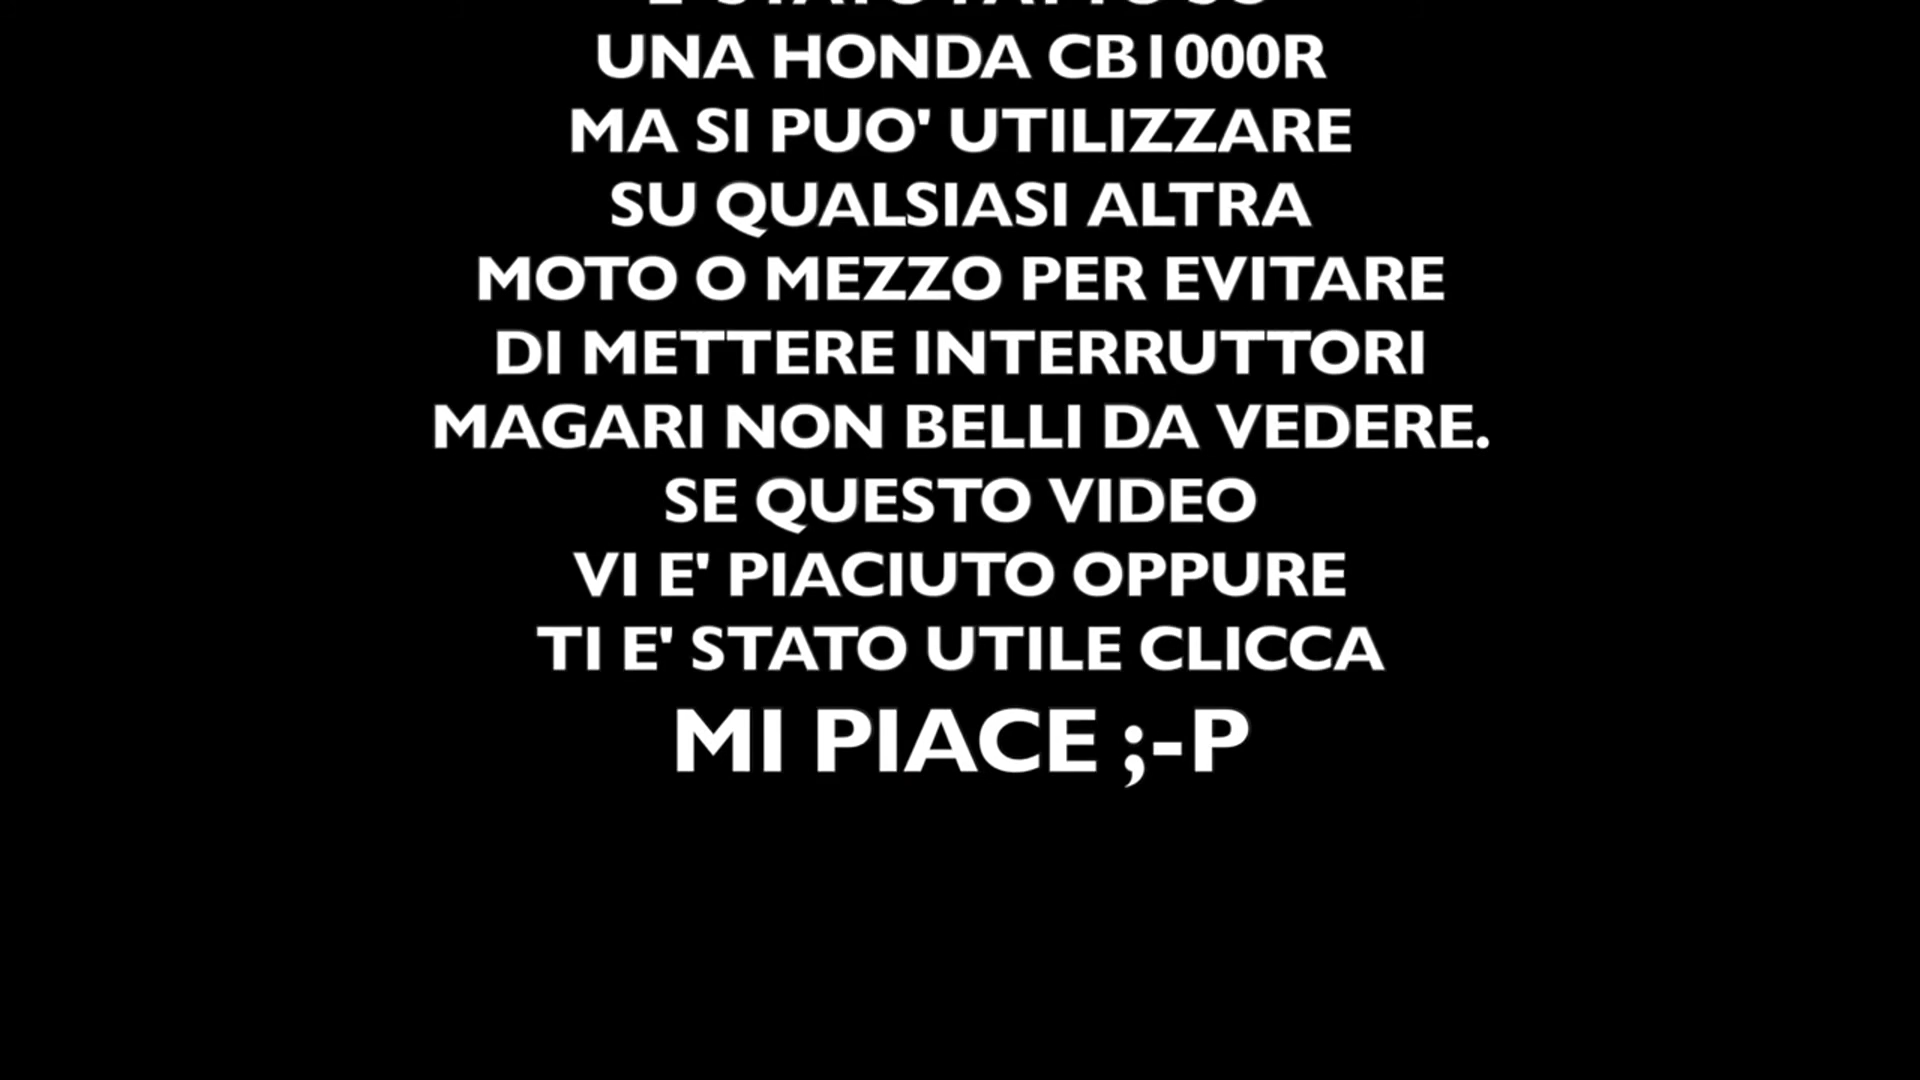 UNA HONDA CB1000R
MA SI PUO' UTILIZZARE
SU QUALSIASI ALTRA
MOTO O MEZZO PER EVITARE
DI METTERE INTERRUTTORI
MAGARI NON BELLI DA VEDERE.
SE QUESTO VIDEO
VI E' PIACIUTO OPPURE
TI E' STATO UTILE CLICCA
MI PIACE ;-P